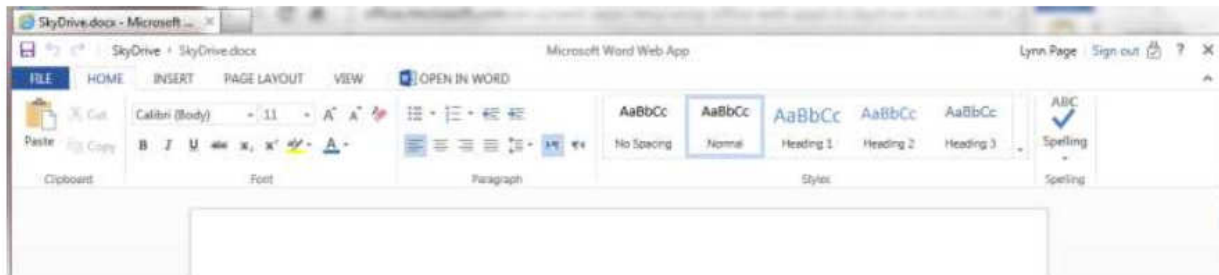 SkyDrive.docx - Microsoft ...
SkyDrive SkyDrive.docx Microsoft Word Web App Lynn Page Sign out ?
FILE HOME INSERT PAGE LAYOUT VIEW OPEN IN WORD
Cut Calibri (Body) 11 A A AaBbCc AaBbCc AaBbCc AaBbCc AaBbCc ABC
Paste Copy B I U abc x, x² A No Spacing Normal Heading 1 Heading 2 Heading 3 Spelling
Clipboard Font Paragraph Styles Spelling